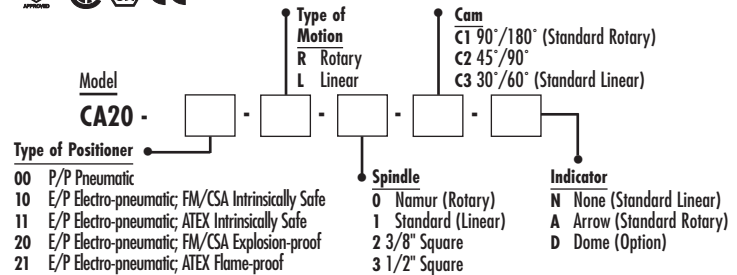 APPROVED
Type of
Motion
R Rotary
L Linear
Cam
C1 90˚/180˚ (Standard Rotary)
C2 45˚/90˚
C3 30˚/60˚ (Standard Linear)
Model
CA20 - - - - -
Type of Positioner
00 P/P Pneumatic
10 E/P Electro-pneumatic; FM/CSA Intrinsically Safe
11 E/P Electro-pneumatic; ATEX Intrinsically Safe
20 E/P Electro-pneumatic; FM/CSA Explosion-proof
21 E/P Electro-pneumatic; ATEX Flame-proof
Spindle
0 Namur (Rotary)
1 Standard (Linear)
2 3/8" Square
3 1/2" Square
Indicator
N None (Standard Linear)
A Arrow (Standard Rotary)
D Dome (Option)